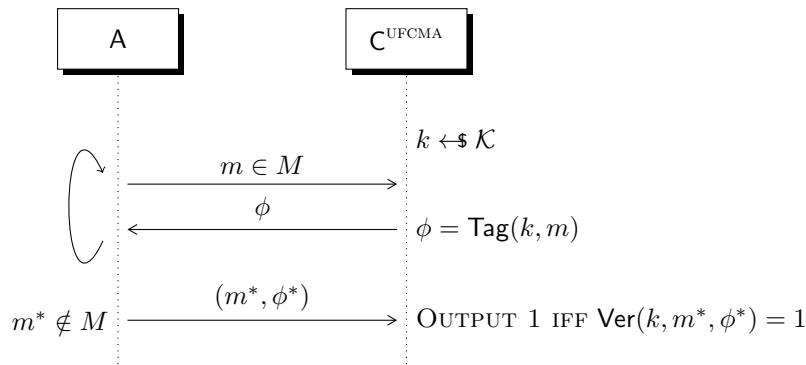 A
C^UFCMA
k ←$ 𝒦
m ∈ M
ϕ
ϕ = Tag(k, m)
(m*, ϕ*)
m* ∉ M
OUTPUT 1 IFF Ver(k, m*, ϕ*) = 1